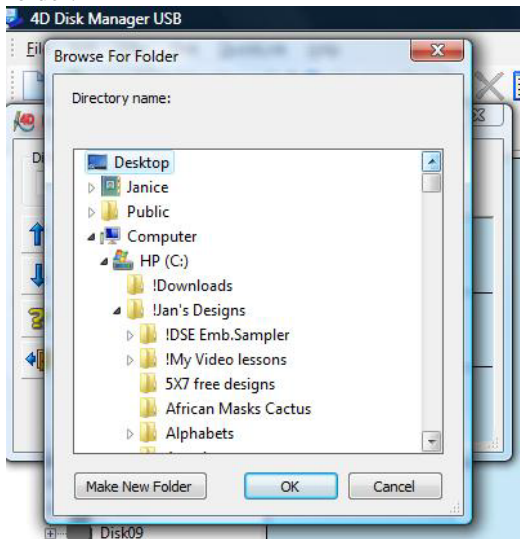 4D Disk Manager USB
Browse For Folder
Directory name:
Desktop
Janice
Public
Computer
HP (C:)
!Downloads
!Jan's Designs
!DSE Emb.Sampler
!My Video lessons
5X7 free designs
African Masks Cactus
Alphabets
Make New Folder
OK
Cancel
Disk09